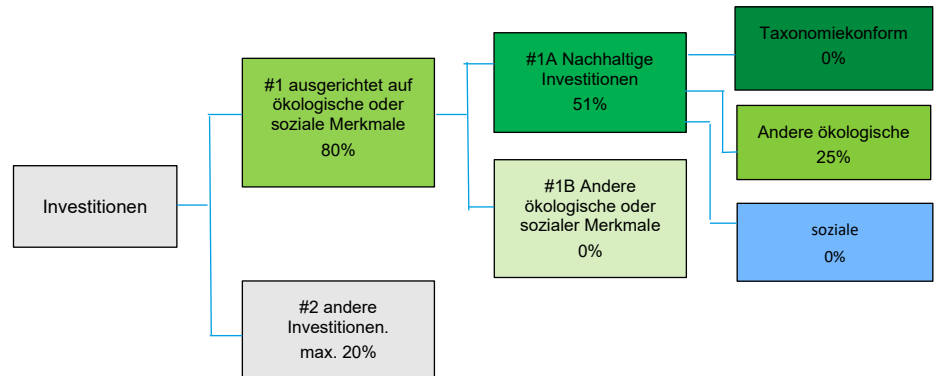 Investitionen
#1 ausgerichtet auf
ökologische oder
soziale Merkmale
80%
#2 andere
Investitionen.
max. 20%
#1A Nachhaltige
Investitionen
51%
#1B Andere
ökologische oder
sozialer Merkmale
0%
Taxonomiekonform
0%
Andere ökologische
25%
soziale
0%